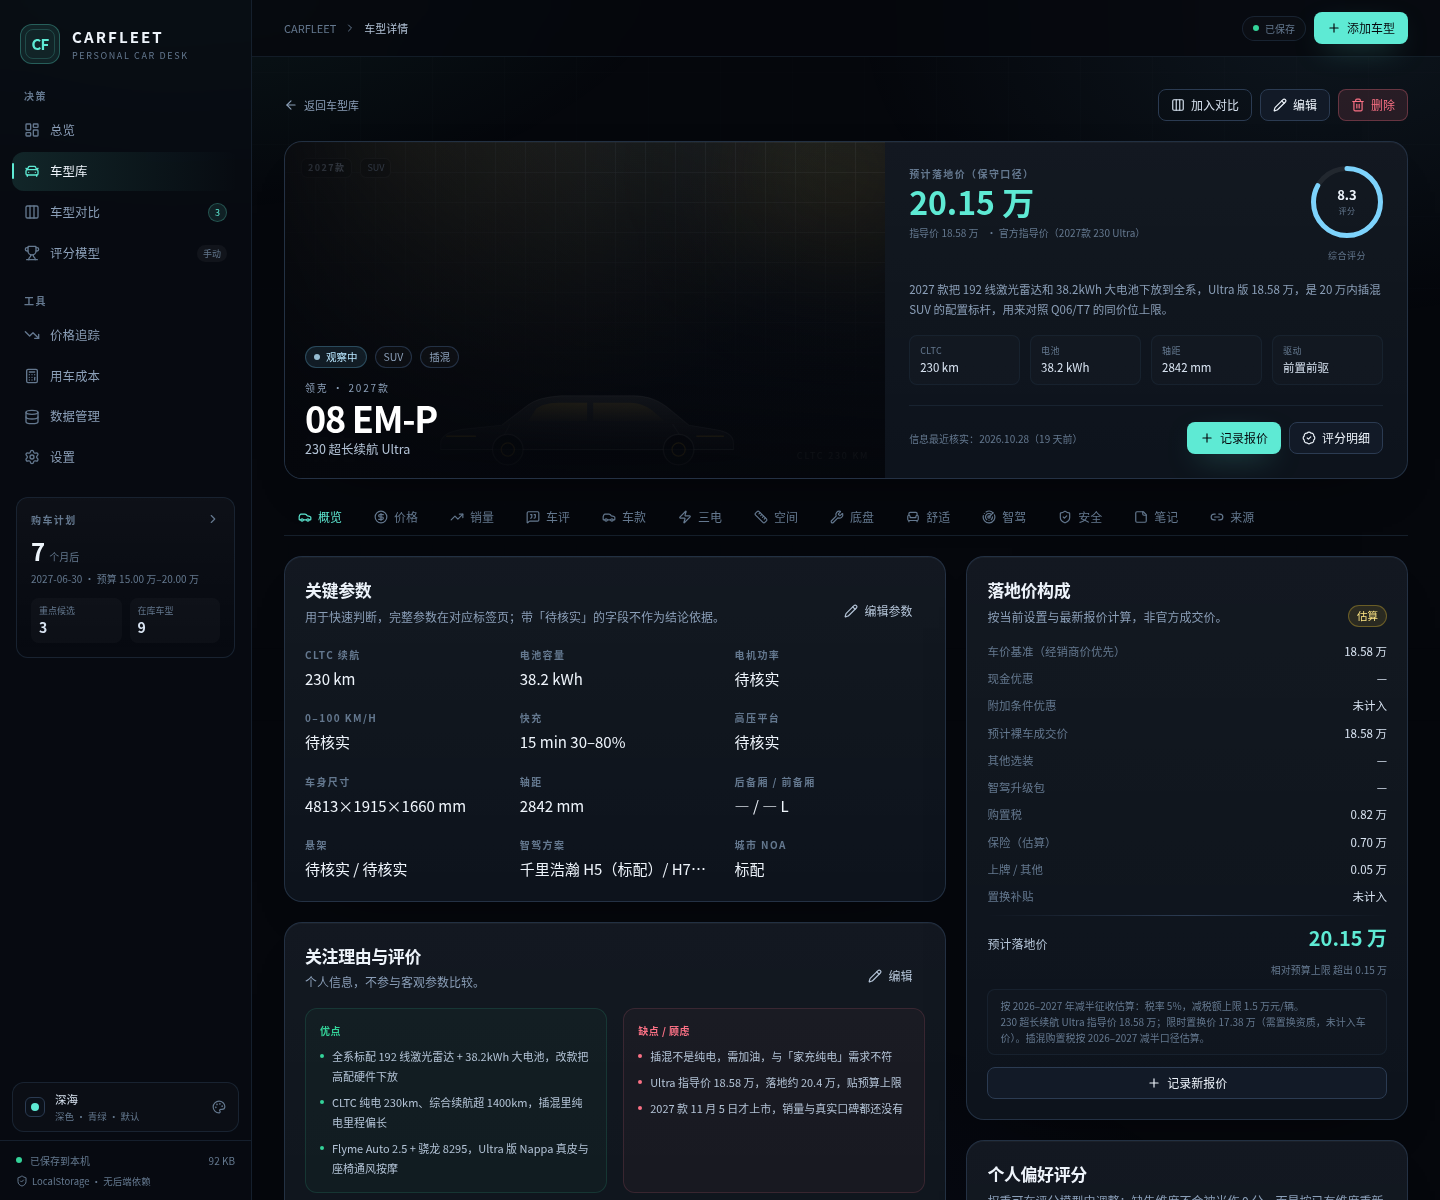 CF
CARFLEET
PERSONAL CAR DESK
决策
总览
车型库
车型对比
3
评分模型
手动
工具
价格追踪
用车成本
数据管理
设置
购车计划
7 个月后
2027-06-30 · 预算 15.00 万–20.00 万
重点候选
3
在库车型
9
深海
深色 · 青绿 · 默认
已保存到本机
92 KB
LocalStorage · 无后端依赖
CARFLEET
车型详情
已保存
添加车型
返回车型库
加入对比
编辑
删除
2027款
SUV
观察中
SUV
插混
领克 · 2027款
08 EM-P
230 超长续航 Ultra
预计落地价（保守口径）
20.15 万
指导价 18.58 万 · 官方指导价（2027款 230 Ultra）
8.3
评分
综合评分
2027 款把 192 线激光雷达和 38.2kWh 大电池下放到全系，Ultra 版 18.58 万，是 20 万内插混
SUV 的配置标杆，用来对照 Q06/T7 的同价位上限。
CLTC
230 km
电池
38.2 kWh
轴距
2842 mm
驱动
前置前驱
信息最近核实：2026.10.28（19 天前）
记录报价
评分明细
概览
价格
销量
车评
车款
三电
空间
底盘
舒适
智驾
安全
笔记
来源
关键参数
用于快速判断，完整参数在对应标签页；带「待核实」的字段不作为结论依据。
编辑参数
CLTC 续航
230 km
电池容量
38.2 kWh
电机功率
待核实
0–100 KM/H
待核实
快充
15 min 30–80%
高压平台
待核实
车身尺寸
4813×1915×1660 mm
轴距
2842 mm
后备厢 / 前备厢
— / — L
悬架
待核实 / 待核实
智驾方案
千里浩瀚 H5（标配）/ H7…
城市 NOA
标配
关注理由与评价
个人信息，不参与客观参数比较。
编辑
优点
全系标配 192 线激光雷达 + 38.2kWh 大电池，改款把
高配硬件下放
CLTC 纯电 230km、综合续航超 1400km，插混里纯
电里程偏长
Flyme Auto 2.5 + 骁龙 8295，Ultra 版 Nappa 真皮与
座椅通风按摩
缺点 / 顾虑
插混不是纯电，需加油，与「家充纯电」需求不符
Ultra 指导价 18.58 万，落地约 20.4 万，贴预算上限
2027 款 11 月 5 日才上市，销量与真实口碑都还没有
落地价构成
按当前设置与最新报价计算，非官方成交价。
估算
车价基准（经销商价优先）
18.58 万
现金优惠
—
附加条件优惠
未计入
预计裸车成交价
18.58 万
其他选装
—
智驾升级包
—
购置税
0.82 万
保险（估算）
0.70 万
上牌 / 其他
0.05 万
置换补贴
未计入
预计落地价
20.15 万
相对预算上限 超出 0.15 万
按 2026–2027 年减半征收估算：税率 5%，减税额上限 1.5 万元/辆。
230 超长续航 Ultra 指导价 18.58 万；限时置换价 17.38 万（需置换资质，未计入车
价）。插混购置税按 2026–2027 减半口径估算。
记录新报价
个人偏好评分